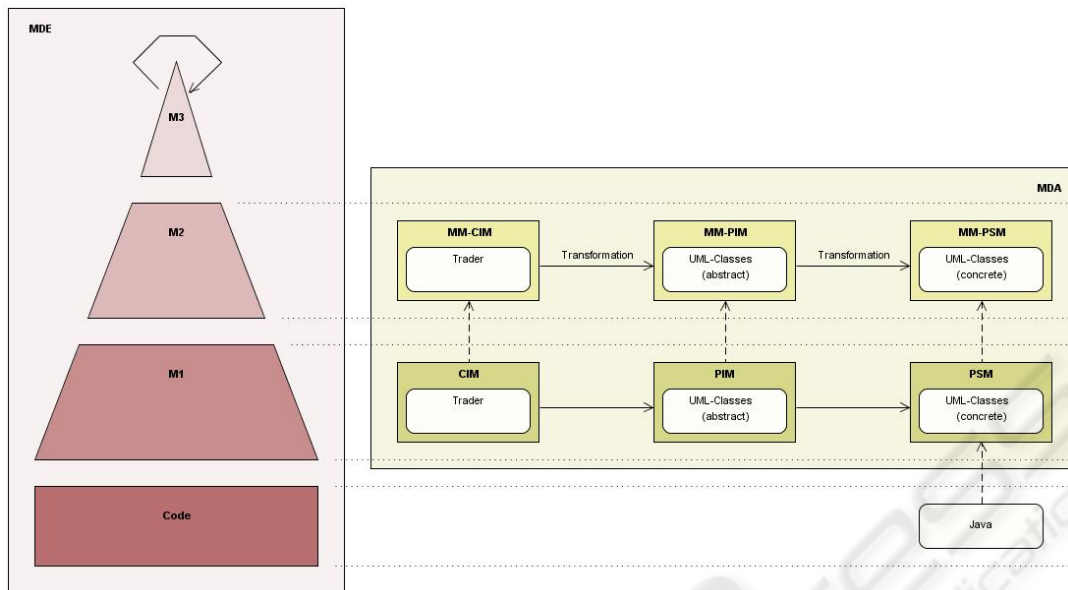 MDE
M3
M2
M1
Code
MDA
MM-CIM
Trader
Transformation
MM-PIM
UML-Classes
(abstract)
Transformation
MM-PSM
UML-Classes
(concrete)
CIM
Trader
PIM
UML-Classes
(abstract)
PSM
UML-Classes
(concrete)
Java